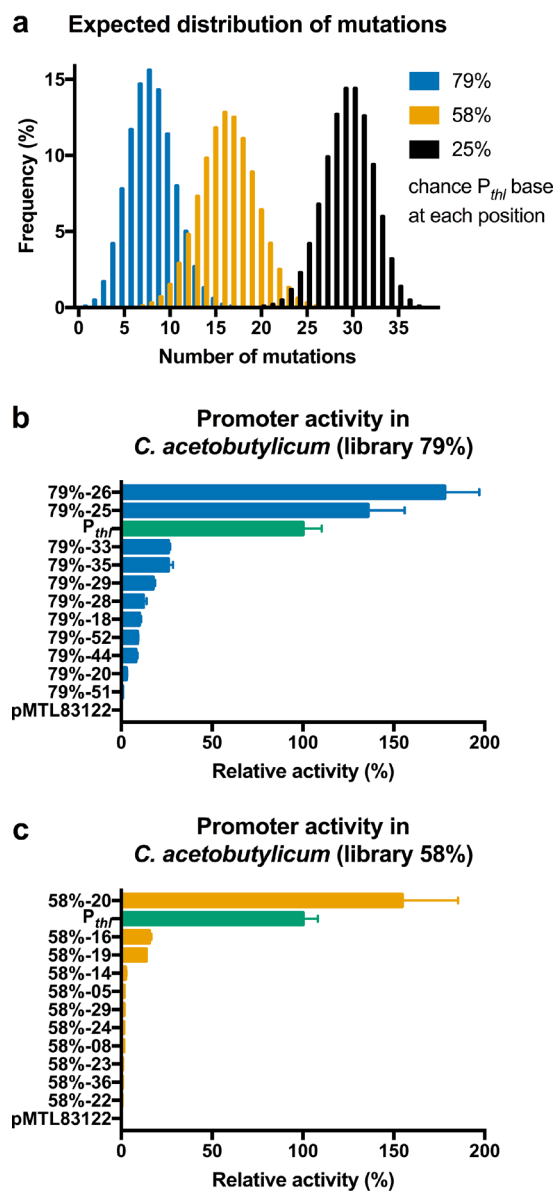 a Expected distribution of mutations
15
10
5
0
Frequency (%)
0 5 10 15 20 25 30 35
Number of mutations
79%
58%
25%
chance Pthl base
at each position
b
Promoter activity in
C. acetobutylicum (library 79%)
79%-26
79%-25
Pthl
79%-33
79%-35
79%-29
79%-28
79%-18
79%-52
79%-44
79%-20
79%-51
pMTL83122
0 50 100 150 200
Relative activity (%)
c
Promoter activity in
C. acetobutylicum (library 58%)
58%-20
Pthl
58%-16
58%-19
58%-14
58%-05
58%-29
58%-24
58%-08
58%-23
58%-36
58%-22
pMTL83122
0 50 100 150 200
Relative activity (%)